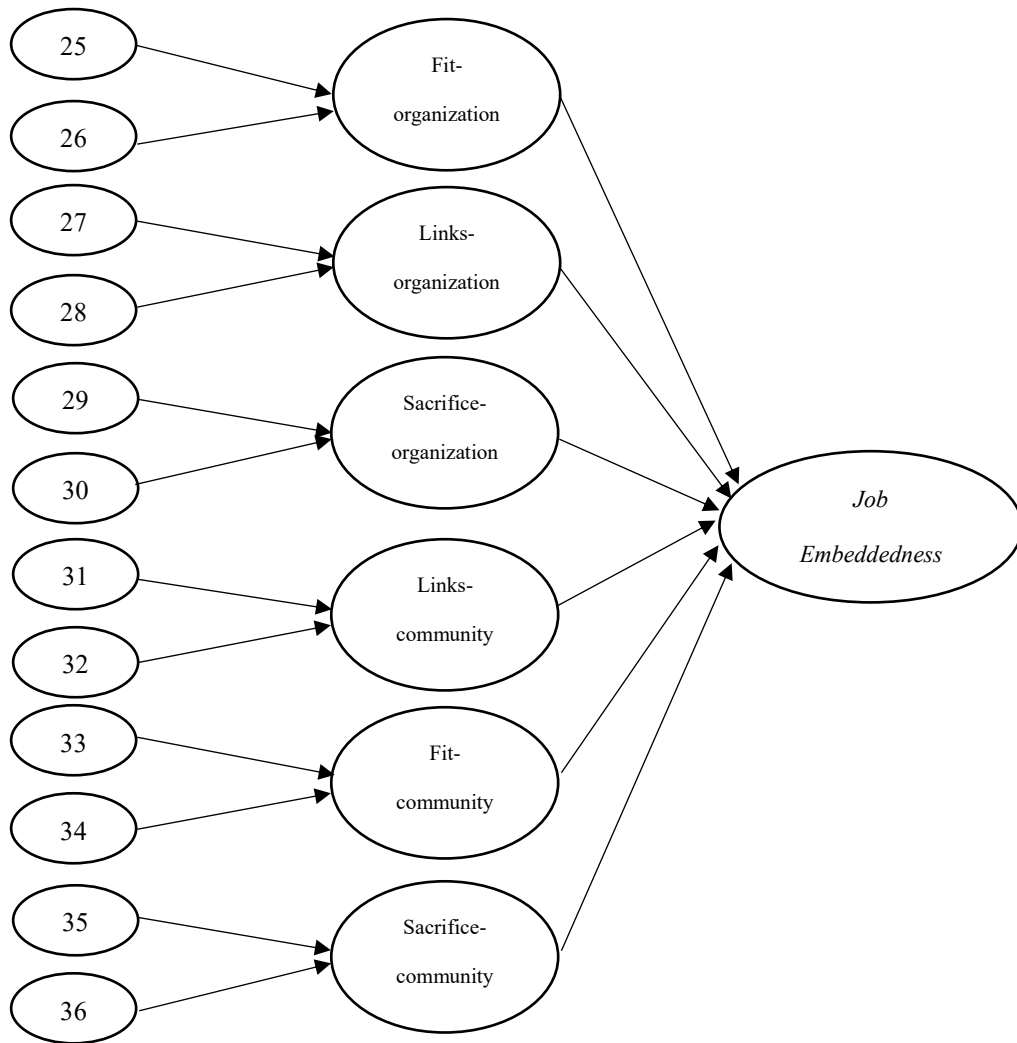 25
26
Fit-
organization
27
28
Links-
organization
29
30
Sacrifice-
organization
31
32
Links-
community
33
34
Fit-
community
35
36
Sacrifice-
community
Job
Embeddedness